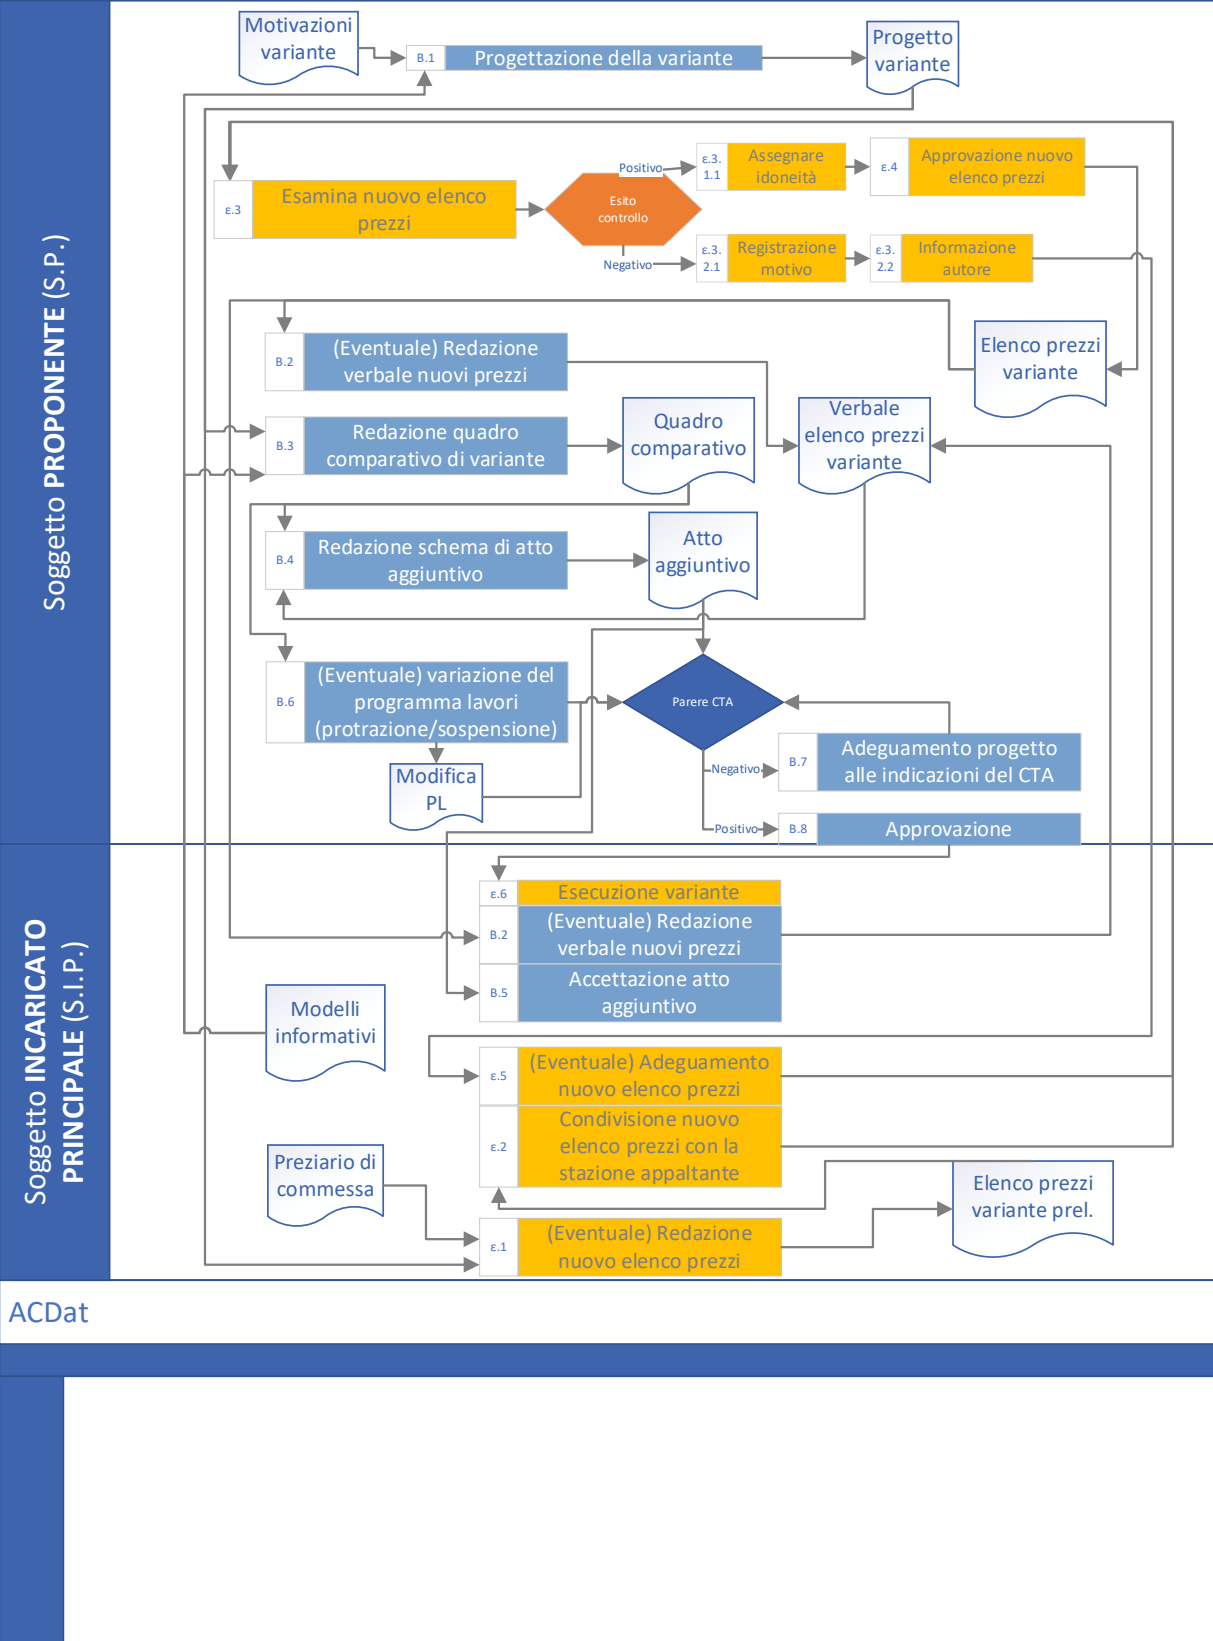 Soggetto PROPONENTE (S.P.)
Motivazioni
variante
B.1
Progettazione della variante
Progetto
variante
ε.3
Esamina nuovo elenco
prezzi
Esito
controllo
Positivo
ε.3.
1.1
Assegnare
idoneità
ε.4
Approvazione nuovo
elenco prezzi
Negativo
ε.3.
2.1
Registrazione
motivo
ε.3.
2.2
Informazione
autore
B.2
(Eventuale) Redazione
verbale nuovi prezzi
Elenco prezzi
variante
B.3
Redazione quadro
comparativo di variante
Quadro
comparativo
Verbale
elenco prezzi
variante
B.4
Redazione schema di atto
aggiuntivo
Atto
aggiuntivo
B.6
(Eventuale) variazione del
programma lavori
(protrazione/sospensione)
Parere CTA
Modifica
PL
Negativo
B.7
Adeguamento progetto
alle indicazioni del CTA
Positivo
B.8
Approvazione
Soggetto INCARICATO
PRINCIPALE (S.I.P.)
ε.6
Esecuzione variante
B.2
(Eventuale) Redazione
verbale nuovi prezzi
B.5
Accettazione atto
aggiuntivo
Modelli
informativi
ε.5
(Eventuale) Adeguamento
nuovo elenco prezzi
ε.2
Condivisione nuovo
elenco prezzi con la
stazione appaltante
Preziario di
commessa
Elenco prezzi
variante prel.
ε.1
(Eventuale) Redazione
nuovo elenco prezzi
ACDat